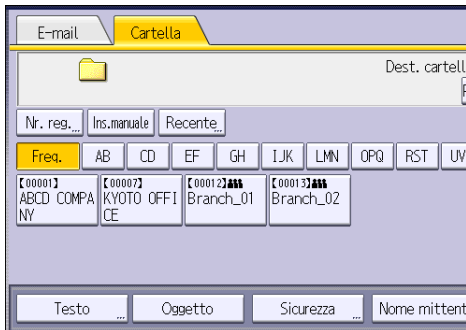 E-mail Cartella
Dest. cartell
Nr. reg. Ins.manuale Recente
Freq. AB CD EF GH IJK LMN OPQ RST UV
[00001] [00007] [00012] [00013]
ABCD COMPA KYOTO OFFI Branch_01 Branch_02
NY ICE
Testo Oggetto Sicurezza Nome mittent